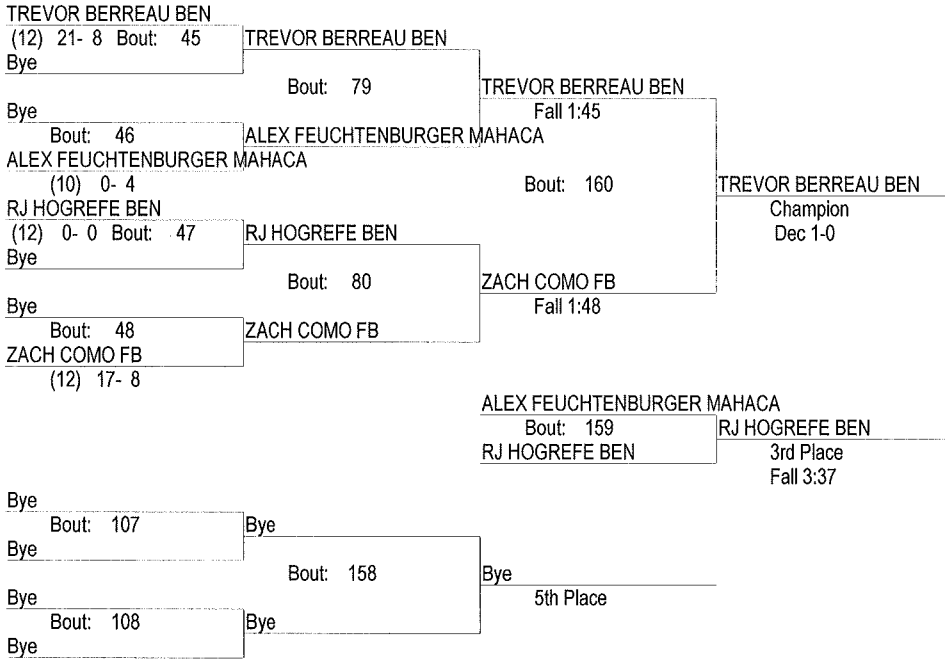 TREVOR BERREAU BEN
(12) 21- 8 Bout: 45
TREVOR BERREAU BEN
Bye
Bout: 79
TREVOR BERREAU BEN
Fall 1:45
Bye
Bout: 46
ALEX FEUCHTENBURGER MAHACA
ALEX FEUCHTENBURGER MAHACA
(10) 0- 4
Bout: 160
TREVOR BERREAU BEN
Champion
Dec 1-0
RJ HOGREFE BEN
(12) 0- 0 Bout: 47
RJ HOGREFE BEN
Bye
Bout: 80
ZACH COMO FB
Fall 1:48
Bye
Bout: 48
ZACH COMO FB
ZACH COMO FB
(12) 17- 8
ALEX FEUCHTENBURGER MAHACA
Bout: 159
RJ HOGREFE BEN
RJ HOGREFE BEN
3rd Place
Fall 3:37
Bye
Bout: 107
Bye
Bye
Bout: 158
Bye
5th Place
Bye
Bout: 108
Bye
Bye